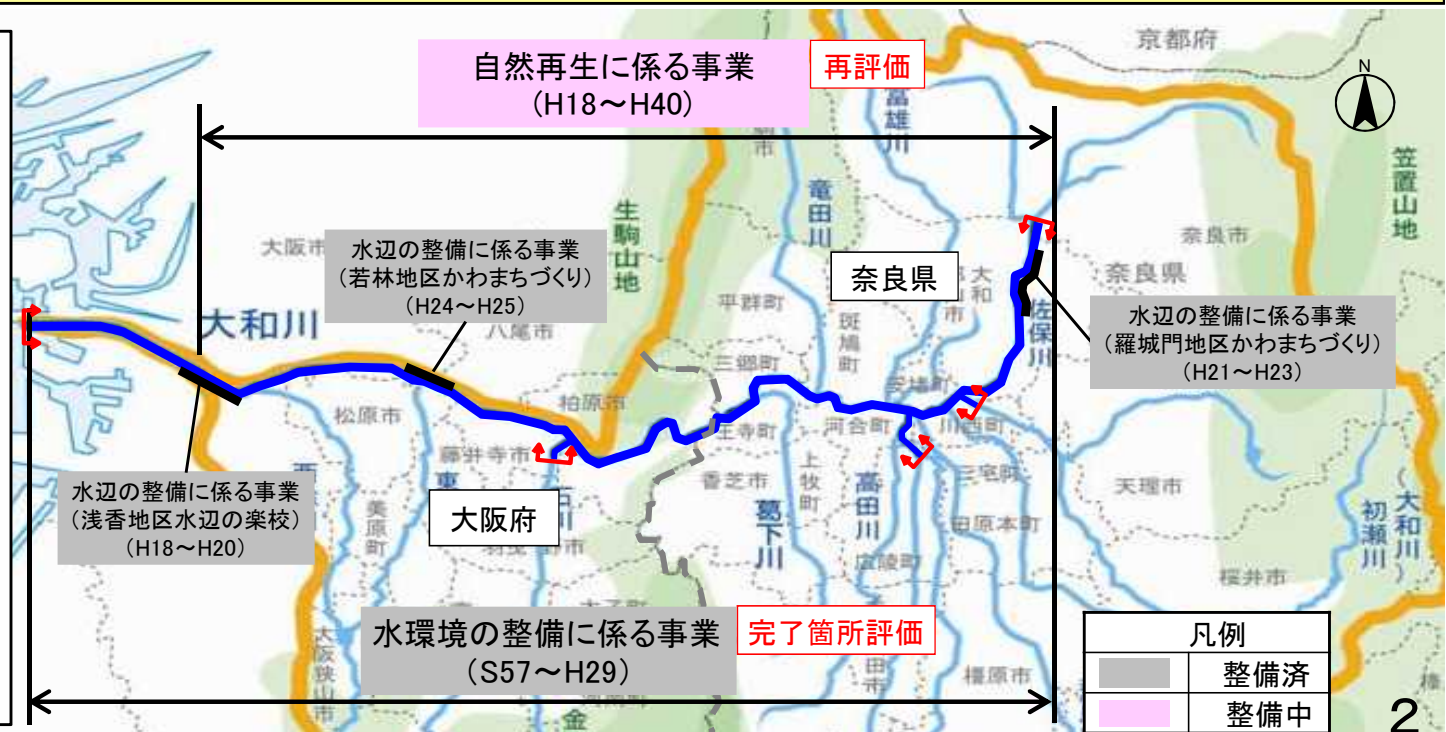 自然再生に係る事業
(H18～H40)
再評価
京都府
N
富雄川
笠置山地
竜田川
生駒山地
大阪市
水辺の整備に係る事業
(若林地区かわまちづくり)
(H24～H25)
奈良県
奈良市
奈良県
大和
市
佐保川
平群町
斑鳩町
大和川
八尾市
三郷町
安堵町
水辺の整備に係る事業
(羅城門地区かわまちづくり)
(H21～H23)
松原市
柏原市
王寺町
河合町
川西町
藤井寺市
香芝市
上牧町
三宅町
天理市
水辺の整備に係る事業
(浅香地区水辺の楽校)
(H18～H20)
美原町
大阪府
葛下川
高田川
田原本町
初瀬川
(大和川)
広陵町
桜井市
水環境の整備に係る事業
(S57～H29)
完了箇所評価
大阪狭山市
橿原市
金
凡例
整備済
整備中
2